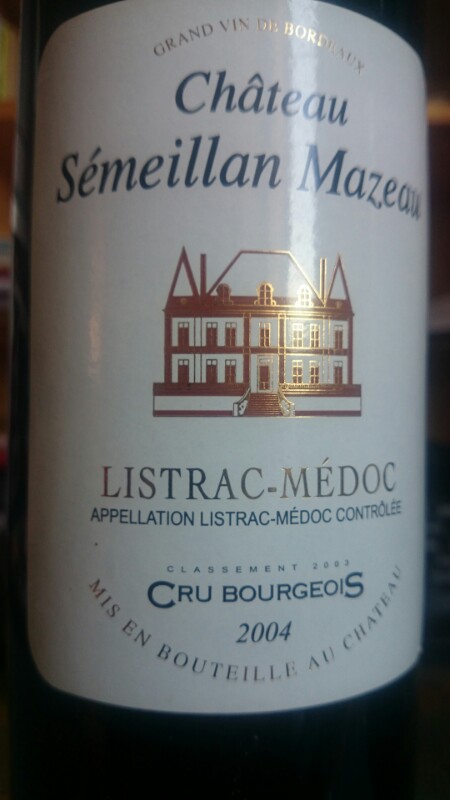 GRAND VIN DE BORDEAUX
Château
Sémeillan Mazeau
LISTRAC-MÉDOC
APPELLATION LISTRAC-MÉDOC CONTRÔLÉE
CLASSEMENT 2003
CRU BOURGEOIS
2004
MIS EN BOUTEILLE AU CHATEAU